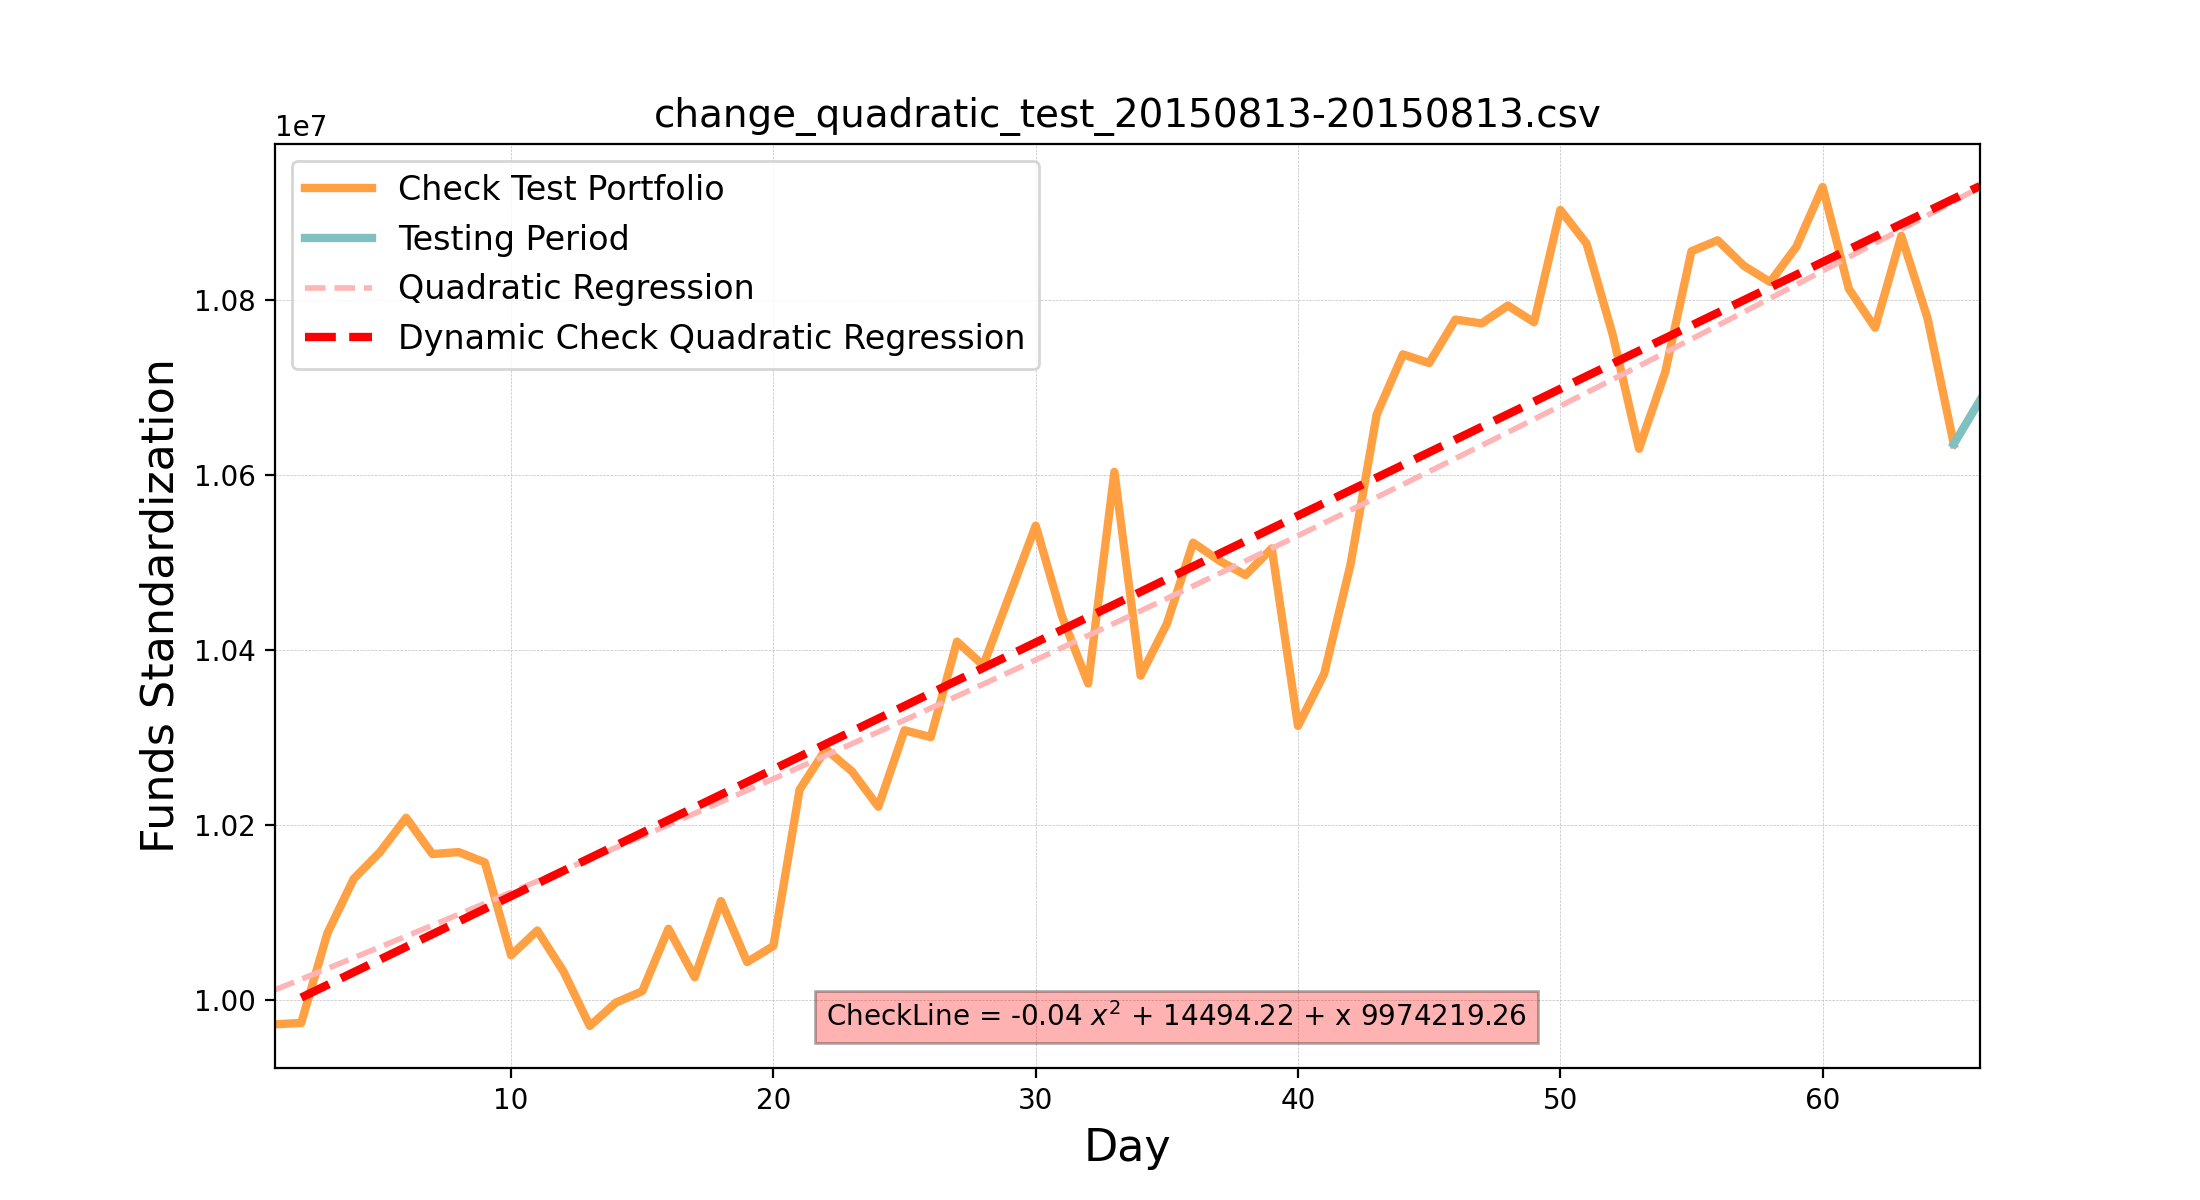 change_quadratic_test_20150813-20150813.csv
1e7
Check Test Portfolio
Testing Period
Quadratic Regression
Dynamic Check Quadratic Regression
1.08
1.06
1.04
1.02
1.00
Funds Standardization
CheckLine = -0.04 x² + 14494.22 + x 9974219.26
10 20 30 40 50 60
Day